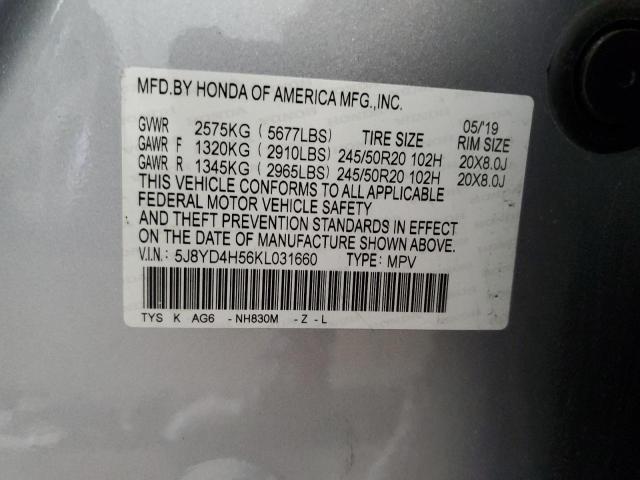 MFD.BY HONDA OF AMERICA MFG.,INC.
GVWR 2575KG ( 5677LBS ) TIRE SIZE 05/'19 RIM SIZE
GAWR F 1320KG ( 2910LBS ) 245/50R20 102H 20X8.0J
GAWR R 1345KG ( 2965LBS ) 245/50R20 102H 20X8.0J
THIS VEHICLE CONFORMS TO ALL APPLICABLE
FEDERAL MOTOR VEHICLE SAFETY
AND THEFT PREVENTION STANDARDS IN EFFECT
ON THE DATE OF MANUFACTURE SHOWN ABOVE.
V.I.N.: 5J8YD4H56KL031660 TYPE: MPV
TYS K AG6 - NH830M - Z - L